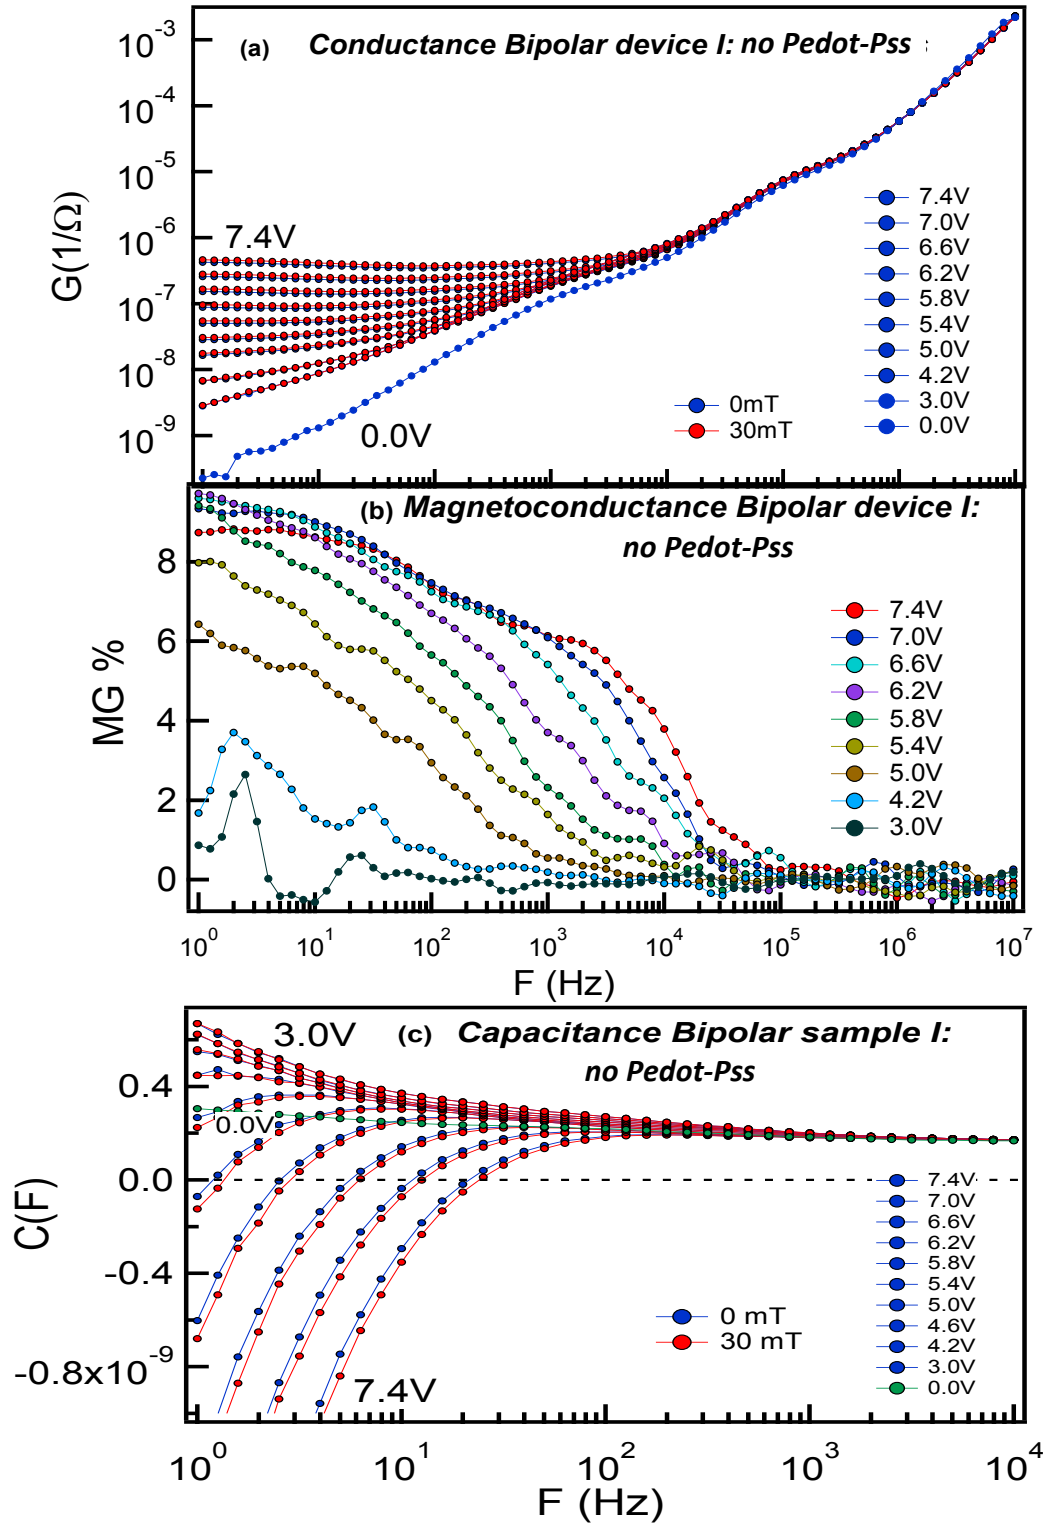 (a) Conductance Bipolar device I: no Pedot-Pss
10⁻³
10⁻⁴
10⁻⁵
10⁻⁶
10⁻⁷
10⁻⁸
10⁻⁹
G(1/Ω)
7.4V
0.0V
0mT
30mT
7.4V
7.0V
6.6V
6.2V
5.8V
5.4V
5.0V
4.2V
3.0V
0.0V
(b) Magnetoconductance Bipolar device I:
no Pedot-Pss
8
6
4
2
0
MG %
7.4V
7.0V
6.6V
6.2V
5.8V
5.4V
5.0V
4.2V
3.0V
10⁰ 10¹ 10² 10³ 10⁴ 10⁵ 10⁶ 10⁷
F (Hz)
(c) Capacitance Bipolar sample I:
no Pedot-Pss
3.0V
0.4
0.0V
0.0
-0.4
-0.8x10⁻⁹
C(F)
7.4V
0 mT
30 mT
7.4V
7.0V
6.6V
6.2V
5.8V
5.4V
5.0V
4.6V
4.2V
3.0V
0.0V
10⁰ 10¹ 10² 10³ 10⁴
F (Hz)